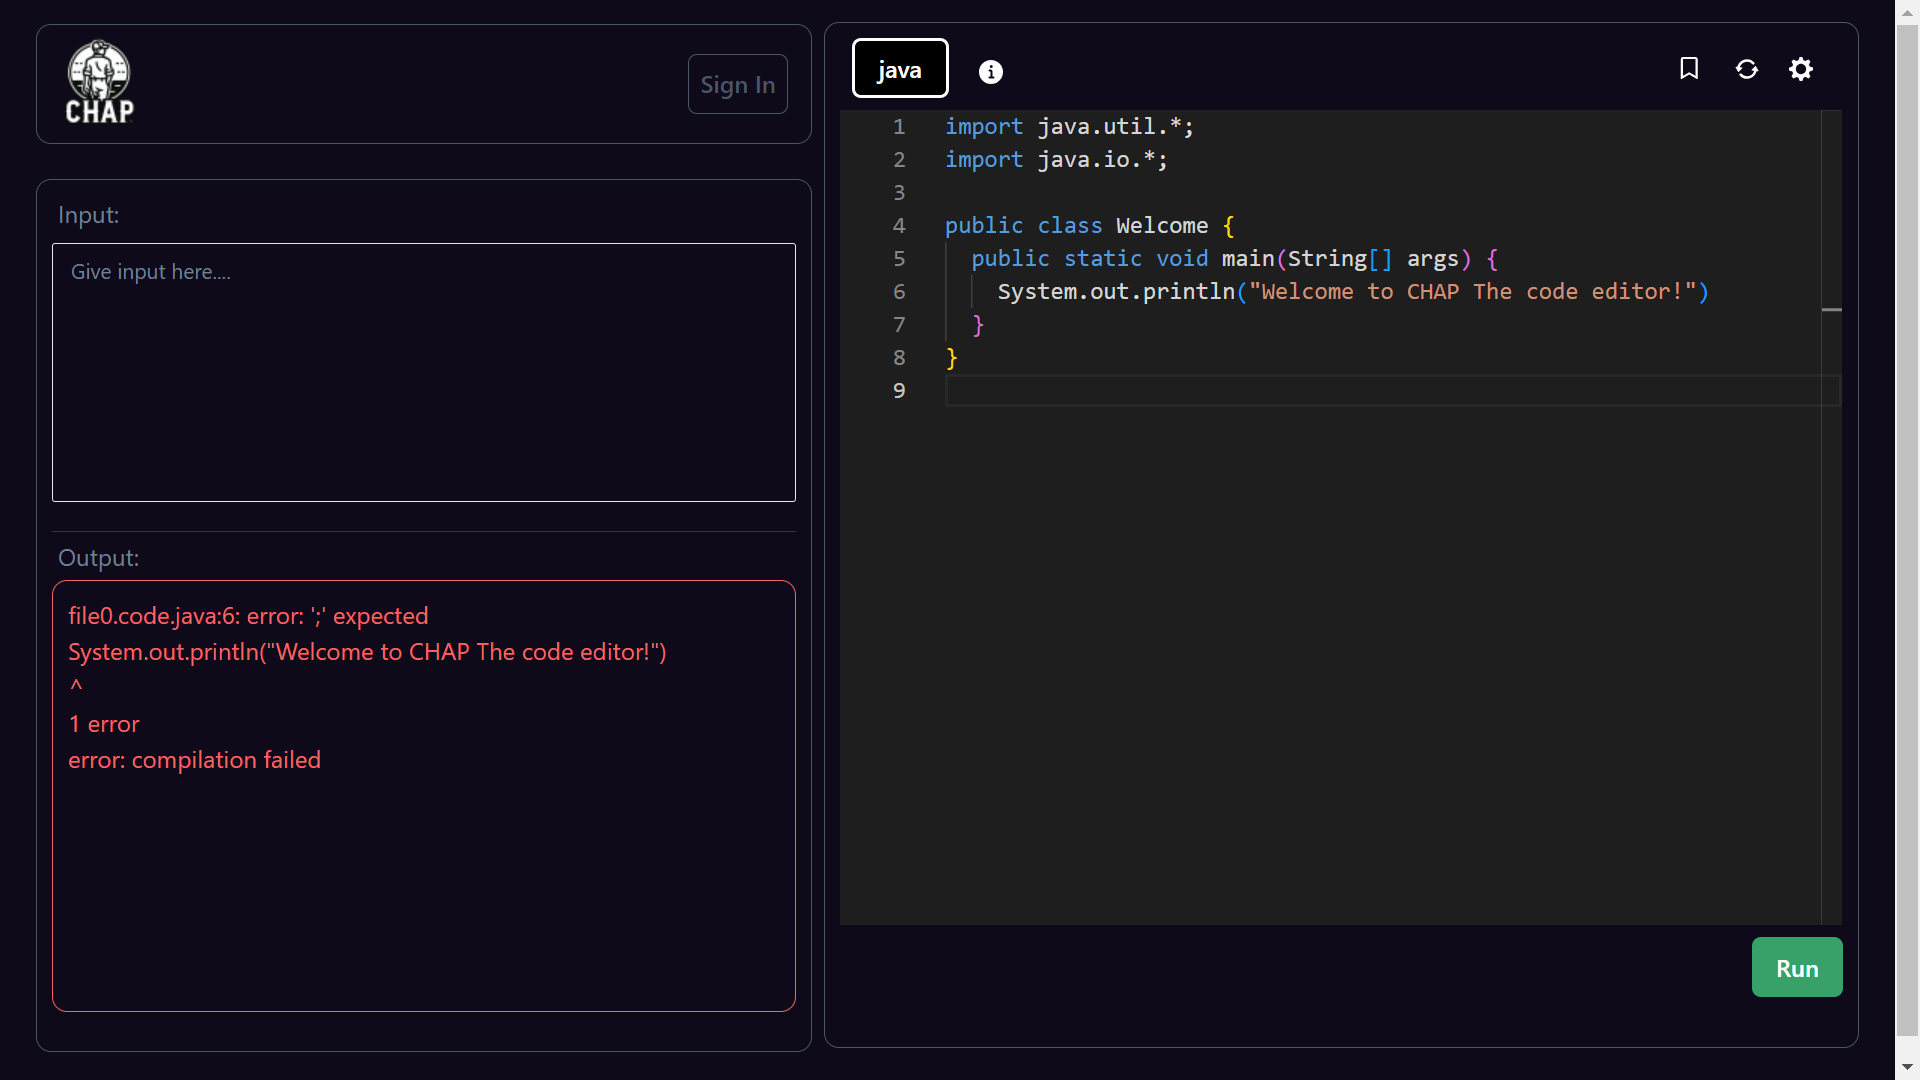 CHAP
Sign In
Input:
Give input here....
Output:
file0.code.java:6: error: ';' expected
System.out.println("Welcome to CHAP The code editor!")
^
1 error
error: compilation failed
java
1 import java.util.*;
2 import java.io.*;
3
4 public class Welcome {
5 public static void main(String[] args) {
6 System.out.println("Welcome to CHAP The code editor!")
7 }
8 }
9
Run